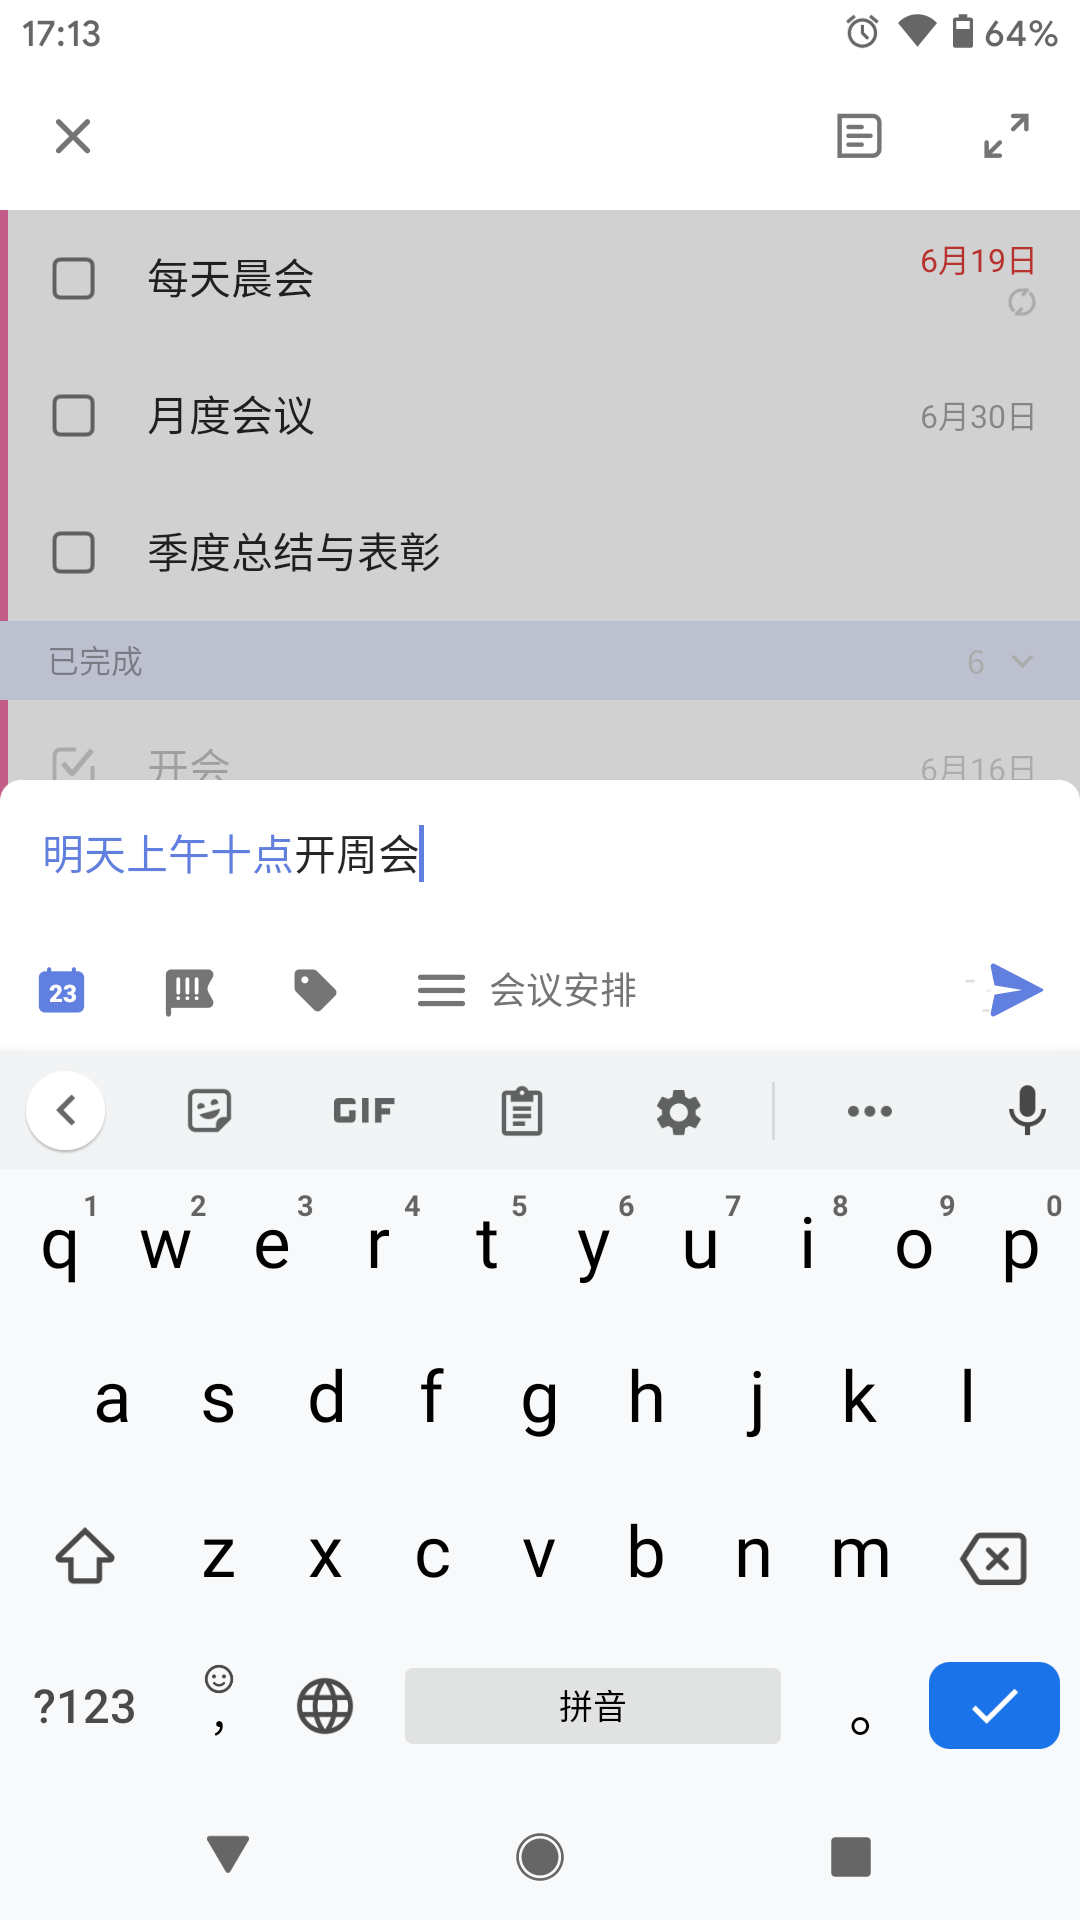 17:13
64%
每天晨会
6月19日
月度会议
6月30日
季度总结与表彰
已完成
6
开会
6月16日
明天上午十点开周会
23
会议安排
GIF
q 1 w 2 e 3 r 4 t 5 y 6 u 7 i 8 o 9 p 0
a s d f g h j k l
z x c v b n m
?123 ， 拼音 。